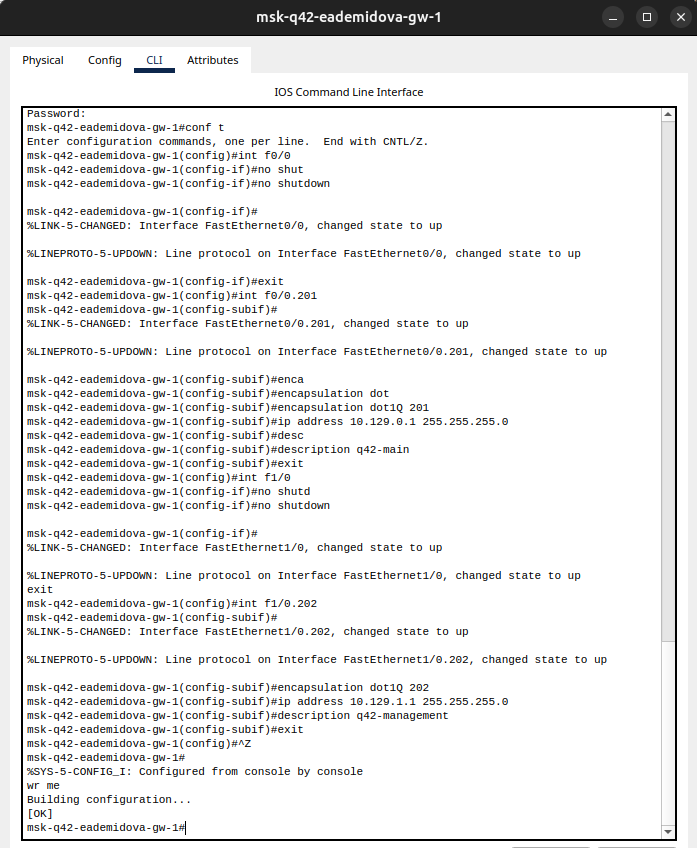 msk-q42-eademidova-gw-1
Physical Config CLI Attributes
IOS Command Line Interface
Password:
msk-q42-eademidova-gw-1#conf t
Enter configuration commands, one per line.  End with CNTL/Z.
msk-q42-eademidova-gw-1(config)#int f0/0
msk-q42-eademidova-gw-1(config-if)#no shut
msk-q42-eademidova-gw-1(config-if)#no shutdown
msk-q42-eademidova-gw-1(config-if)#
%LINK-5-CHANGED: Interface FastEthernet0/0, changed state to up
%LINEPROTO-5-UPDOWN: Line protocol on Interface FastEthernet0/0, changed state to up
msk-q42-eademidova-gw-1(config-if)#exit
msk-q42-eademidova-gw-1(config)#int f0/0.201
msk-q42-eademidova-gw-1(config-subif)#
%LINK-5-CHANGED: Interface FastEthernet0/0.201, changed state to up
%LINEPROTO-5-UPDOWN: Line protocol on Interface FastEthernet0/0.201, changed state to up
msk-q42-eademidova-gw-1(config-subif)#enca
msk-q42-eademidova-gw-1(config-subif)#encapsulation dot
msk-q42-eademidova-gw-1(config-subif)#encapsulation dot1Q 201
msk-q42-eademidova-gw-1(config-subif)#ip address 10.129.0.1 255.255.255.0
msk-q42-eademidova-gw-1(config-subif)#desc
msk-q42-eademidova-gw-1(config-subif)#description q42-main
msk-q42-eademidova-gw-1(config-subif)#exit
msk-q42-eademidova-gw-1(config)#int f1/0
msk-q42-eademidova-gw-1(config-if)#no shutd
msk-q42-eademidova-gw-1(config-if)#no shutdown
msk-q42-eademidova-gw-1(config-if)#
%LINK-5-CHANGED: Interface FastEthernet1/0, changed state to up
%LINEPROTO-5-UPDOWN: Line protocol on Interface FastEthernet1/0, changed state to up
exit
msk-q42-eademidova-gw-1(config)#int f1/0.202
msk-q42-eademidova-gw-1(config-subif)#
%LINK-5-CHANGED: Interface FastEthernet1/0.202, changed state to up
%LINEPROTO-5-UPDOWN: Line protocol on Interface FastEthernet1/0.202, changed state to up
msk-q42-eademidova-gw-1(config-subif)#encapsulation dot1Q 202
msk-q42-eademidova-gw-1(config-subif)#ip address 10.129.1.1 255.255.255.0
msk-q42-eademidova-gw-1(config-subif)#description q42-management
msk-q42-eademidova-gw-1(config-subif)#exit
msk-q42-eademidova-gw-1(config)#^Z
msk-q42-eademidova-gw-1#
%SYS-5-CONFIG_I: Configured from console by console
wr me
Building configuration...
[OK]
msk-q42-eademidova-gw-1#